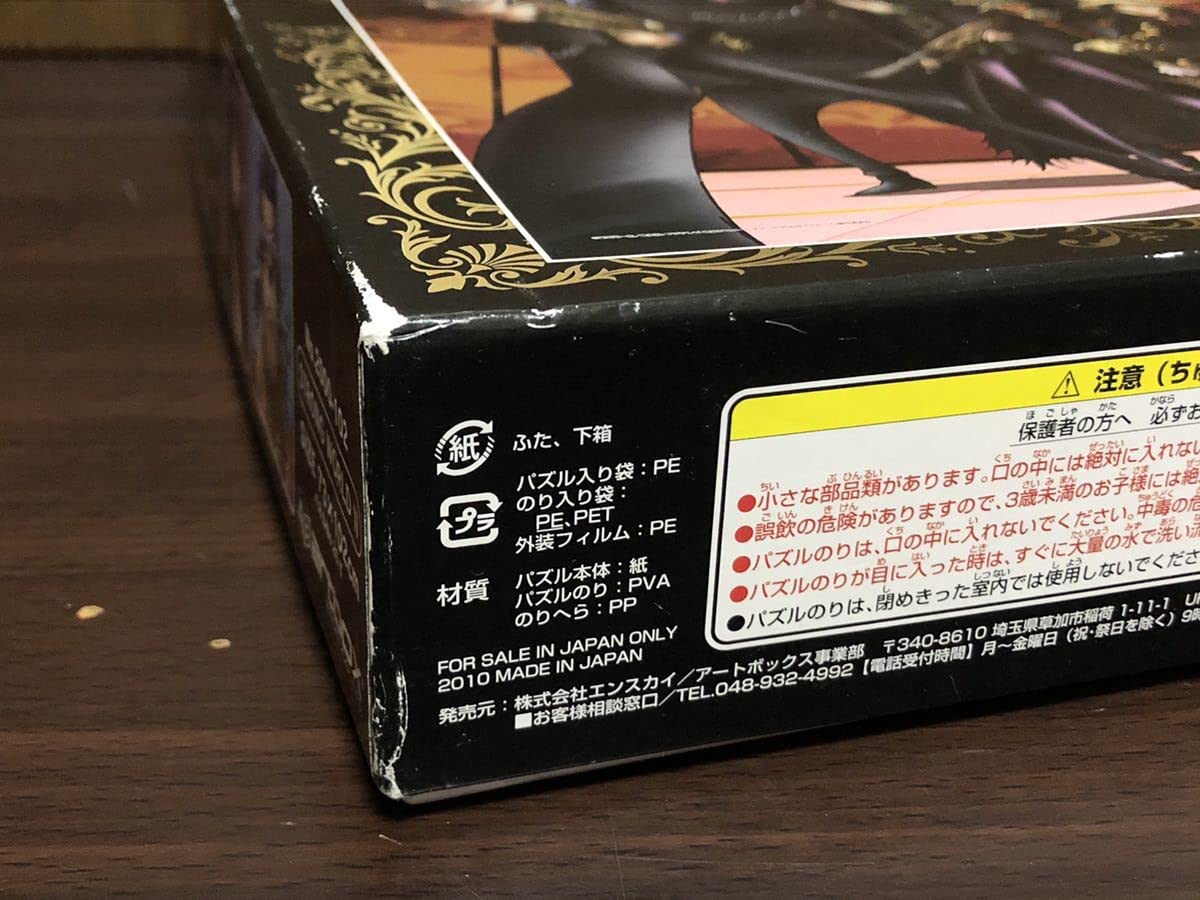 紙 ふた、下箱
プラ パズル入り袋：PE
のり入り袋：
PE、PET
外装フィルム：PE
材質 パズル本体：紙
パズルのり：PVA
のりへら：PP
FOR SALE IN JAPAN ONLY
2010 MADE IN JAPAN
発売元：株式会社エンスカイ／アートボックス事業部 〒340-8610 埼玉県草加市稲荷 1-11-1
■お客様相談窓口／TEL.048-932-4992【電話受付時間】月～金曜日（祝・祭日を除く）9時
⚠ 注意（ちゅ
保護者の方へ 必ずお
●小さな部品類があります。口の中には絶対に入れない
●誤飲の危険がありますので、3歳未満のお子様には絶
●パズルのりは、口の中に入れないでください。中毒の危
●パズルのりが目に入った時は、すぐに大量の水で洗い流
●パズルのりは、閉めきった室内では使用しないでくださ